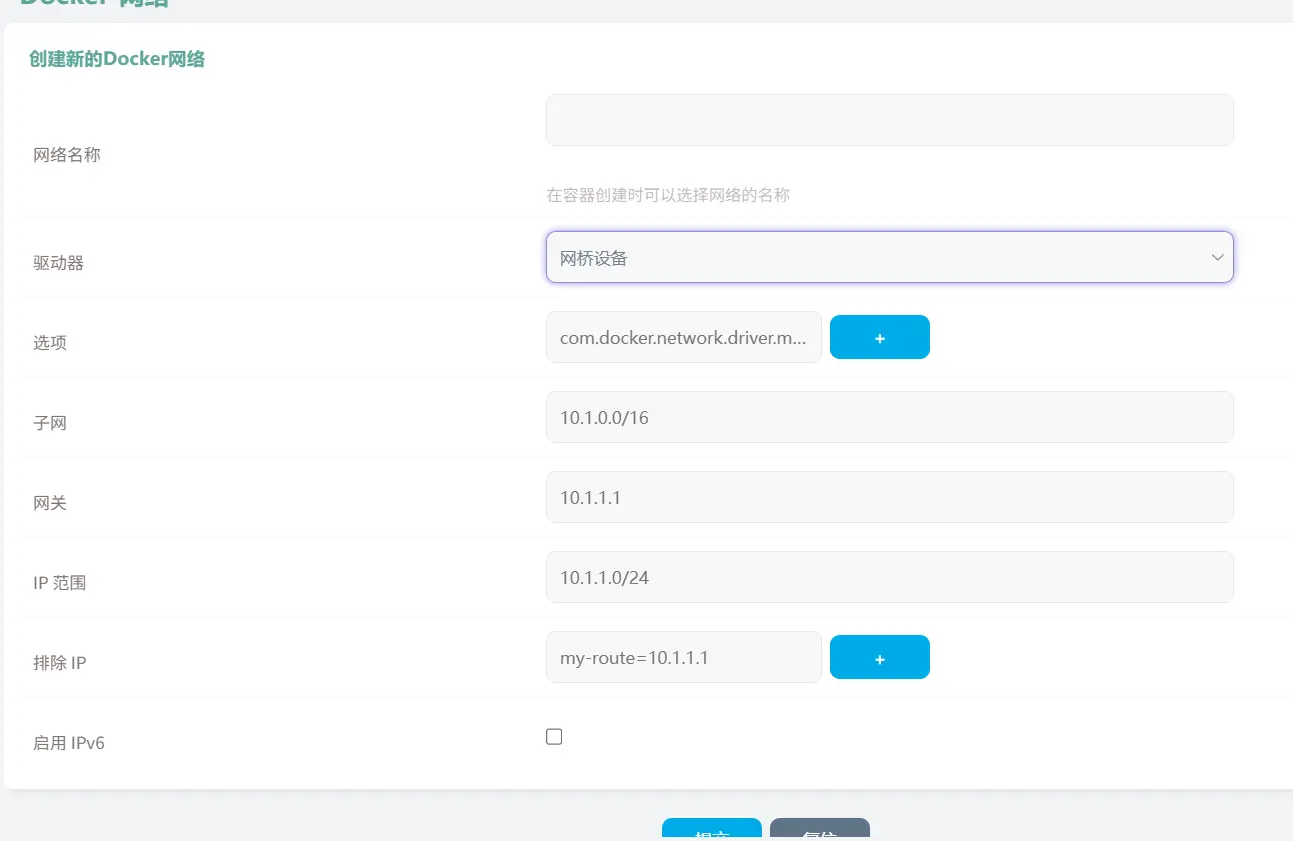 Docker 网络
创建新的Docker网络
网络名称
在容器创建时可以选择网络的名称
驱动器
网桥设备
选项
com.docker.network.driver.m...
+
子网
10.1.0.0/16
网关
10.1.1.1
IP 范围
10.1.1.0/24
排除 IP
my-route=10.1.1.1
+
启用 IPv6
提交
复位